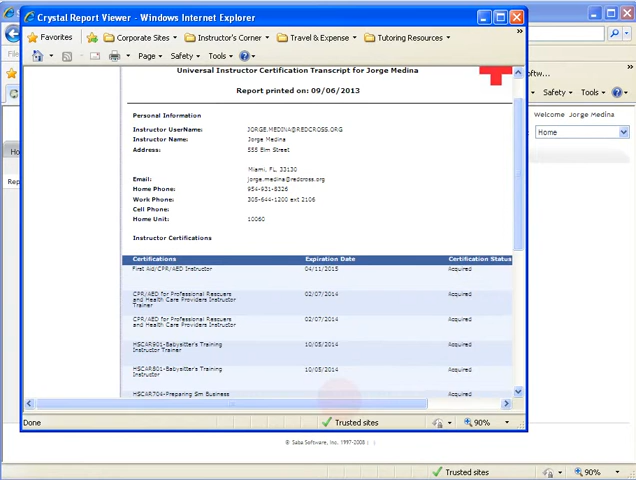 Crystal Report Viewer - Windows Internet Explorer
Favorites Corporate Sites Instructor's Corner Travel & Expense Tutoring Resources »
Page Safety Tools »
Universal Instructor Certification Transcript for Jorge Medina
Report printed on: 09/06/2013
Personal Information
Instructor UserName: JORGE.MEDINA@REDCROSS.ORG
Instructor Name: Jorge Medina
Address: 555 Elm Street
Miami, FL, 33130
Email: jorge.medina@redcross.org
Home Phone: 954-931-8326
Work Phone: 305-644-1200 ext 2106
Cell Phone:
Home Unit: 10060
Instructor Certifications
Certifications Expiration Date Certification Status
First Aid/CPR/AED Instructor 04/11/2015 Acquired
CPR/AED for Professional Rescuers 02/07/2014 Acquired
and Health Care Providers Instructor
Trainer
CPR/AED for Professional Rescuers 02/07/2014 Acquired
and Health Care Providers Instructor
HSCAR901-Babysitter's Training 10/05/2014 Acquired
Instructor Trainer
HSCAR801-Babysitter's Training 10/05/2014 Acquired
Instructor
HSCAR704-Preparing Sm Business Acquired
Done Trusted sites 90%
Safety Tools »
Welcome Jorge Medina
Home
Ho
Rep
© Saba Software, Inc. 1997-2008
Trusted sites 90%